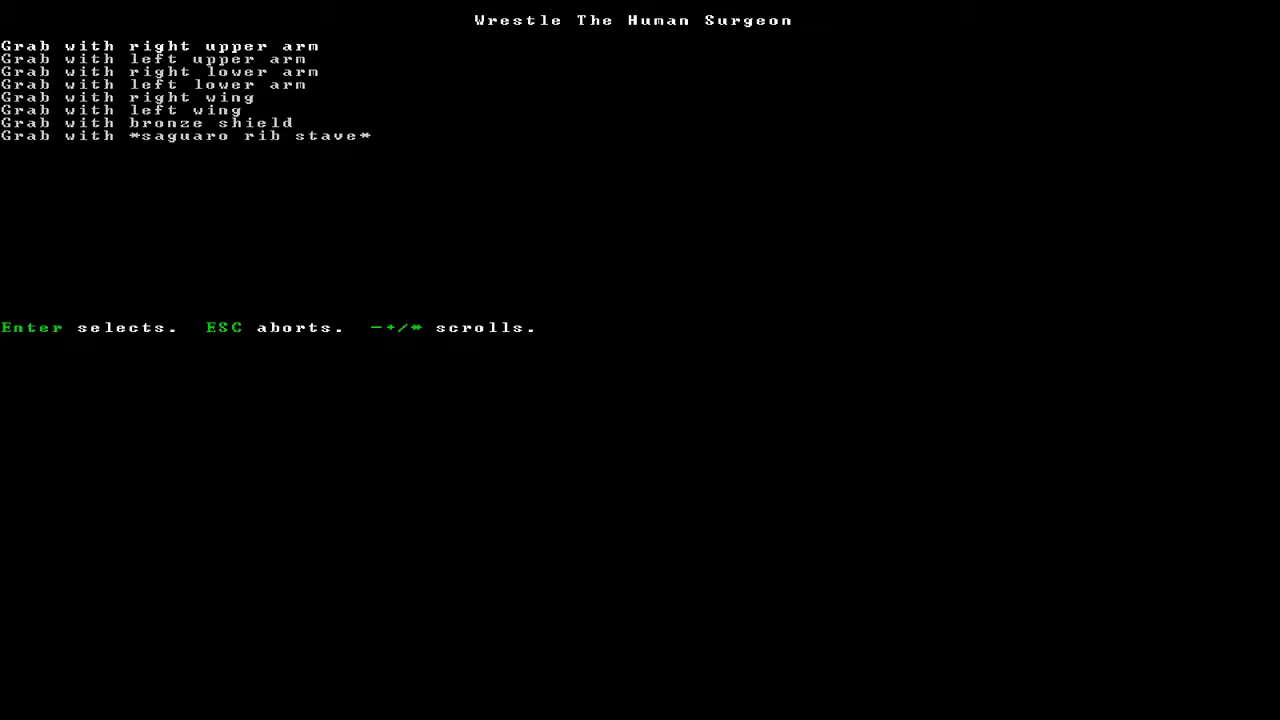 Wrestle The Human Surgeon
Grab with right upper arm
Grab with left upper arm
Grab with right lower arm
Grab with left lower arm
Grab with right wing
Grab with left wing
Grab with bronze shield
Grab with *saguaro rib stave*
Enter selects. ESC aborts. -+/* scrolls.